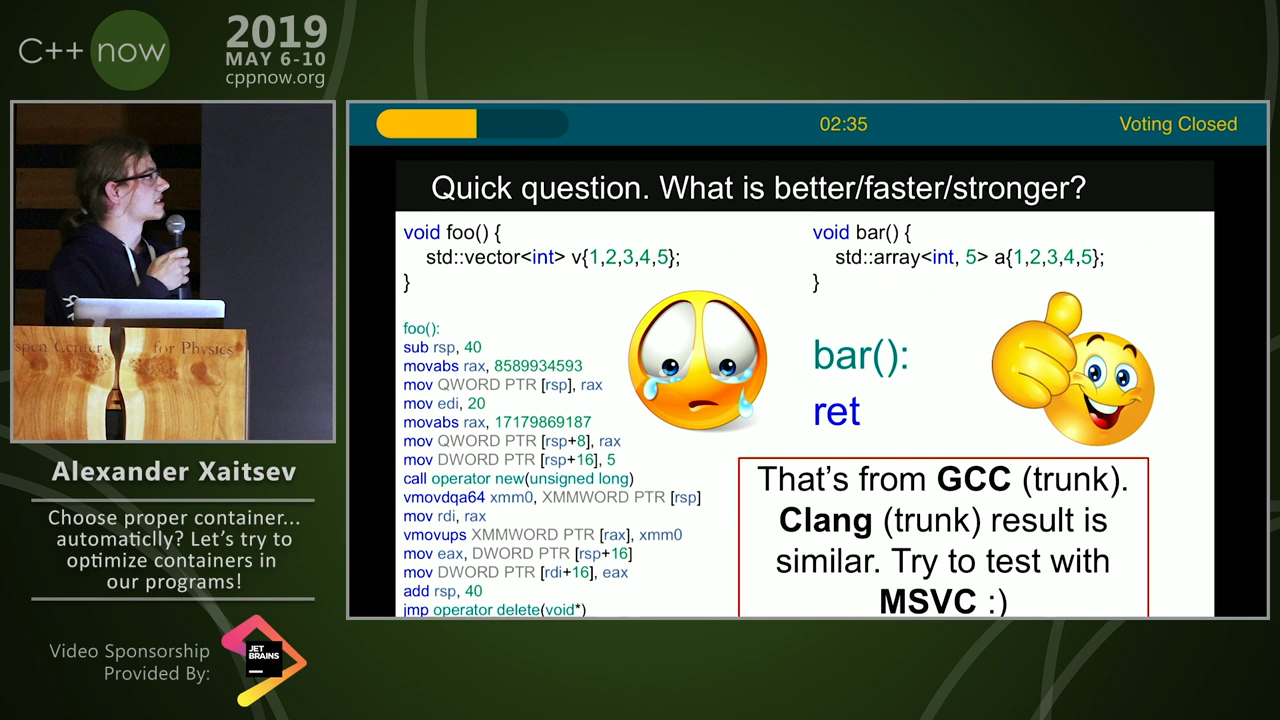 C++ now
2019
MAY 6-10
cppnow.org
spen Center for Physics
Alexander Xaitsev
Choose proper container...
automaticlly? Let's try to
optimize containers in
our programs!
Video Sponsorship
Provided By:
JET
BRAINS
02:35
Voting Closed
Quick question. What is better/faster/stronger?
void foo() {
std::vector<int> v{1,2,3,4,5};
}
foo():
sub rsp, 40
movabs rax, 8589934593
mov QWORD PTR [rsp], rax
mov edi, 20
movabs rax, 17179869187
mov QWORD PTR [rsp+8], rax
mov DWORD PTR [rsp+16], 5
call operator new(unsigned long)
vmovdqa64 xmm0, XMMWORD PTR [rsp]
mov rdi, rax
vmovups XMMWORD PTR [rax], xmm0
mov eax, DWORD PTR [rsp+16]
mov DWORD PTR [rdi+16], eax
add rsp, 40
jmp operator delete(void*)
void bar() {
std::array<int, 5> a{1,2,3,4,5};
}
bar():
ret
That's from GCC (trunk).
Clang (trunk) result is
similar. Try to test with
MSVC :)